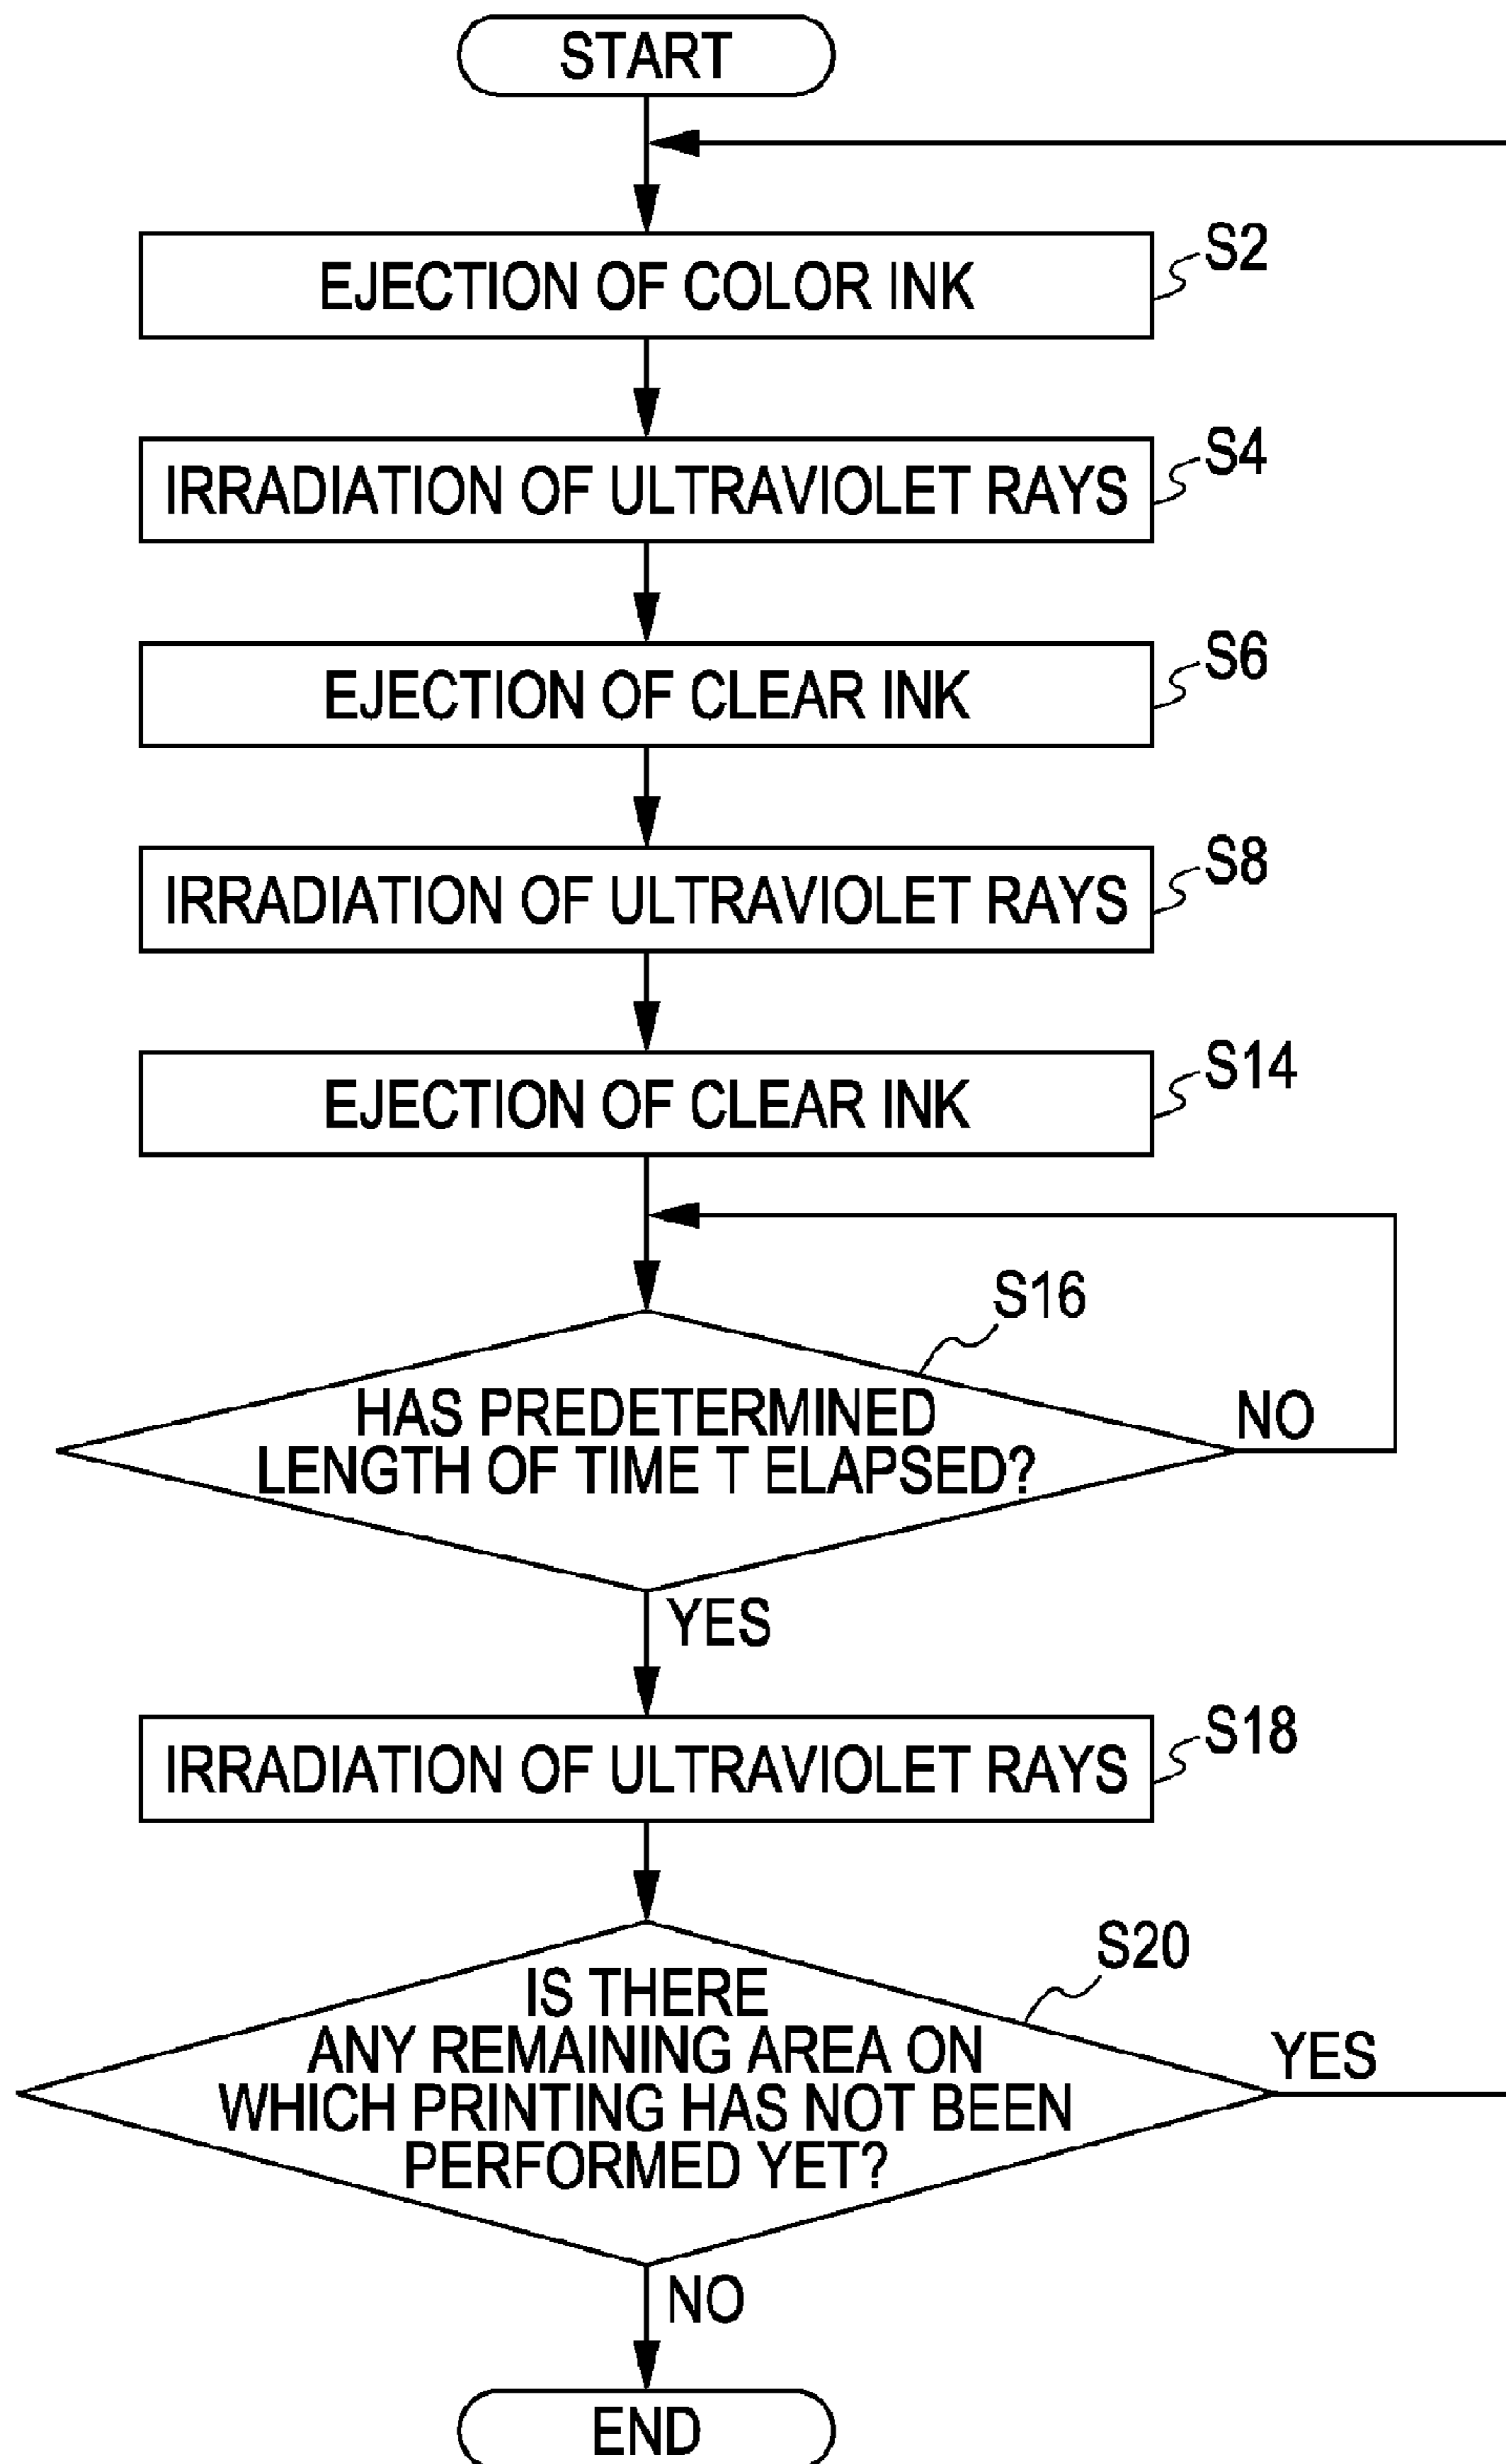 START
EJECTION OF COLOR INK
S2
IRRADIATION OF ULTRAVIOLET RAYS
S4
EJECTION OF CLEAR INK
S6
IRRADIATION OF ULTRAVIOLET RAYS
S8
EJECTION OF CLEAR INK
S14
S16
HAS PREDETERMINED
LENGTH OF TIME T ELAPSED?
NO
YES
IRRADIATION OF ULTRAVIOLET RAYS
S18
S20
IS THERE
ANY REMAINING AREA ON
WHICH PRINTING HAS NOT BEEN
PERFORMED YET?
YES
NO
END